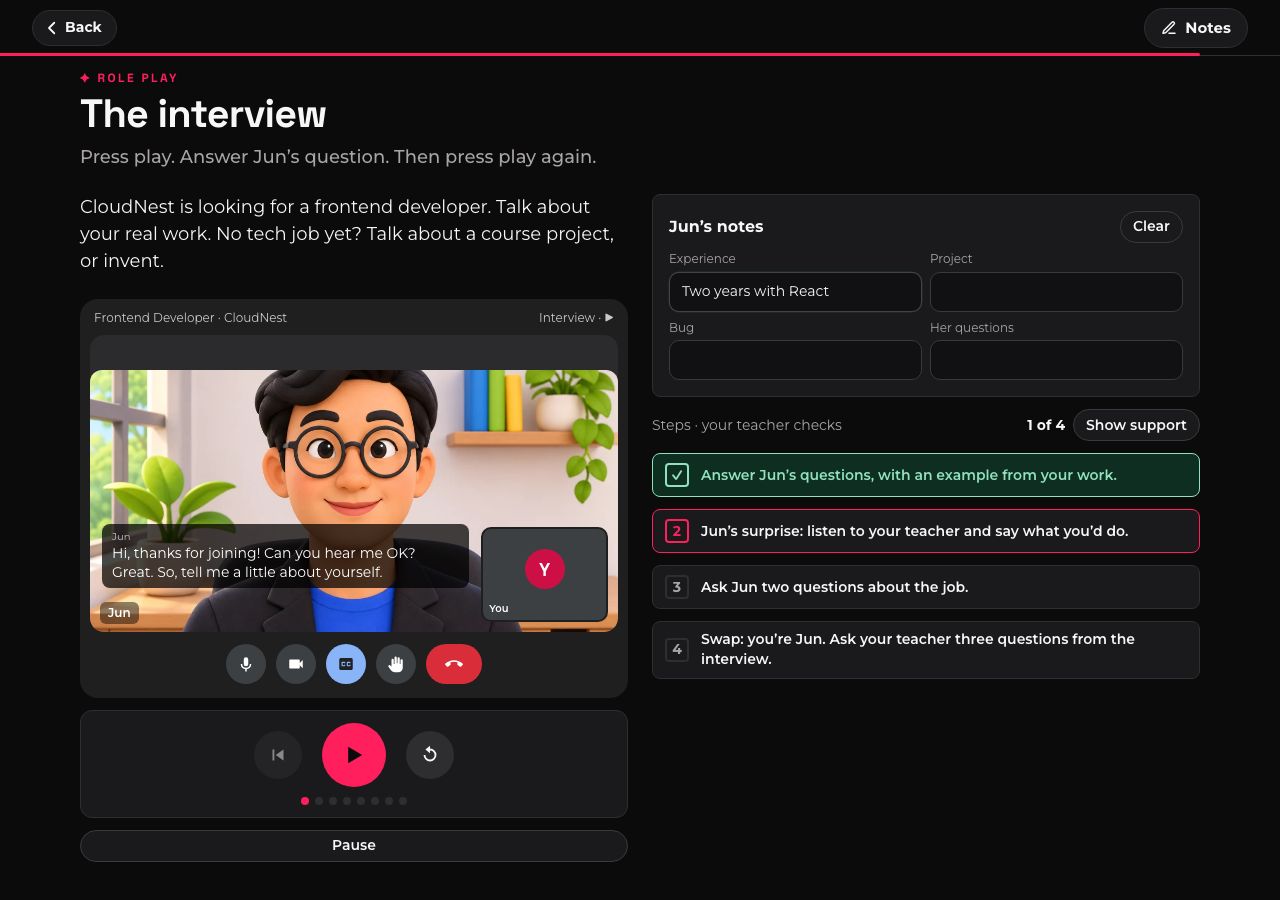 Back
Notes
ROLE PLAY
The interview
Press play. Answer Jun’s question. Then press play again.
CloudNest is looking for a frontend developer. Talk about
your real work. No tech job yet? Talk about a course project,
or invent.
Frontend Developer · CloudNest
Interview ·
Jun
Hi, thanks for joining! Can you hear me OK?
Great. So, tell me a little about yourself.
Jun
Y
You
CC
Pause
Jun’s notes
Clear
Experience
Project
Two years with React
Bug
Her questions
Steps · your teacher checks
1 of 4
Show support
Answer Jun’s questions, with an example from your work.
2
Jun’s surprise: listen to your teacher and say what you’d do.
3
Ask Jun two questions about the job.
4
Swap: you’re Jun. Ask your teacher three questions from the
interview.